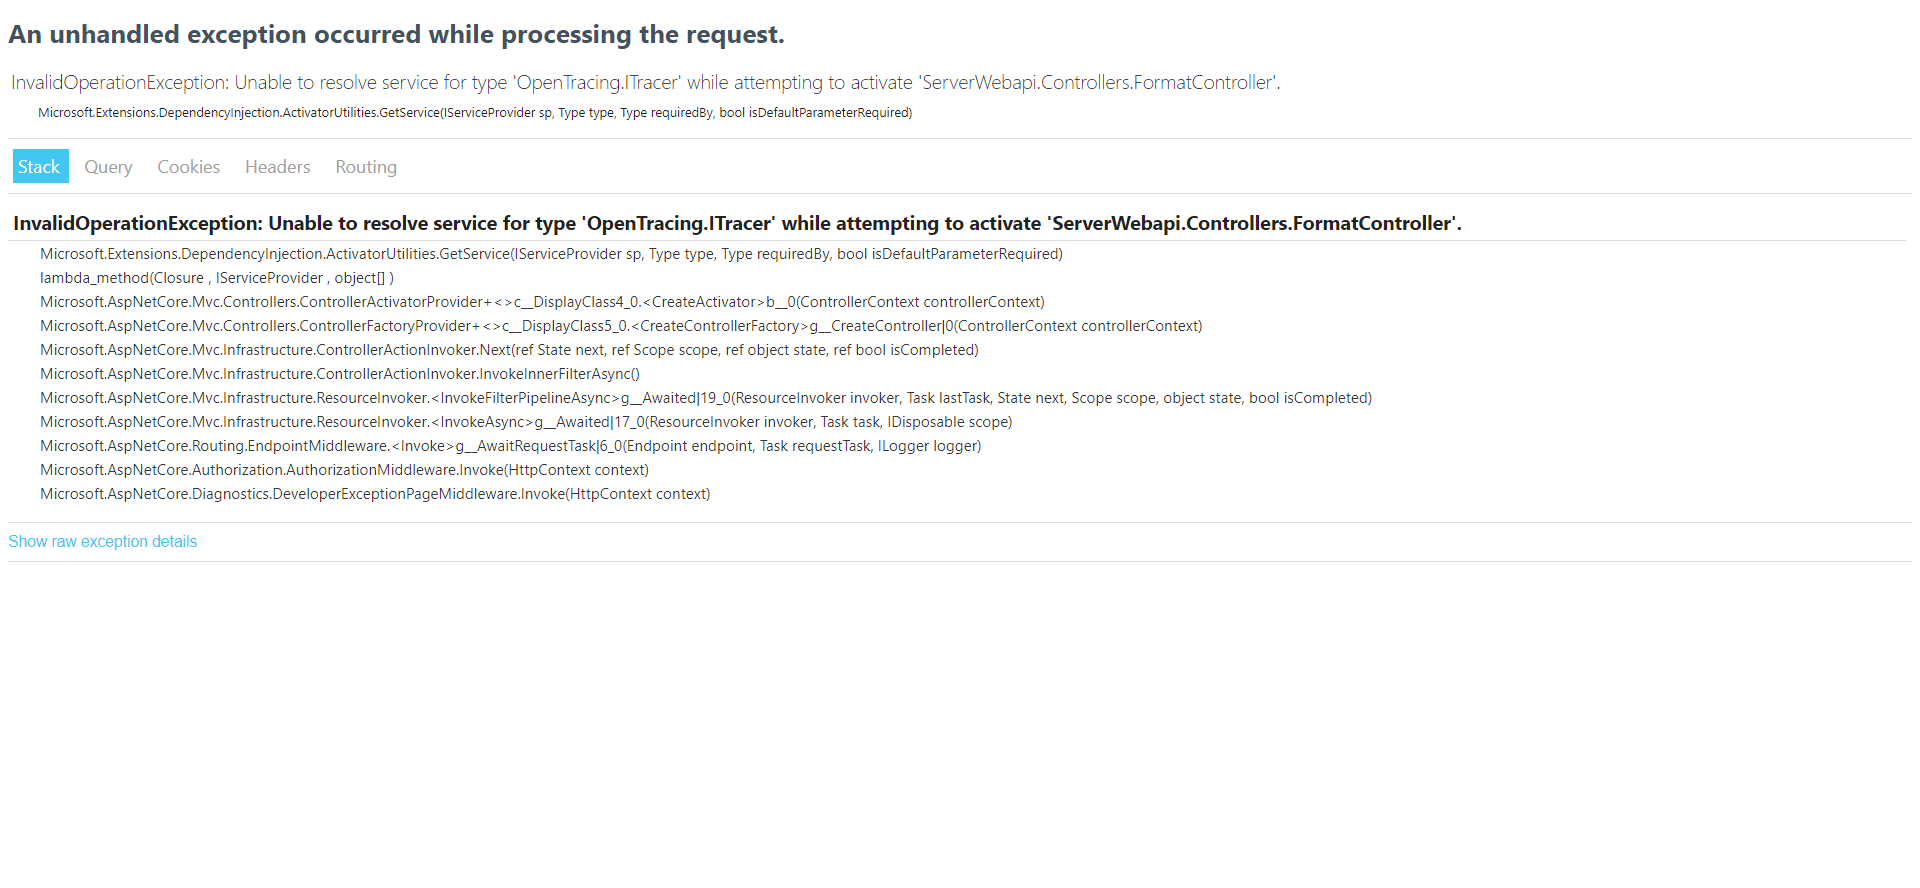 An unhandled exception occurred while processing the request.
InvalidOperationException: Unable to resolve service for type 'OpenTracing.ITracer' while attempting to activate 'ServerWebapi.Controllers.FormatController'.
Microsoft.Extensions.DependencyInjection.ActivatorUtilities.GetService(IServiceProvider sp, Type type, Type requiredBy, bool isDefaultParameterRequired)
Stack Query Cookies Headers Routing
InvalidOperationException: Unable to resolve service for type 'OpenTracing.ITracer' while attempting to activate 'ServerWebapi.Controllers.FormatController'.
Microsoft.Extensions.DependencyInjection.ActivatorUtilities.GetService(IServiceProvider sp, Type type, Type requiredBy, bool isDefaultParameterRequired)
lambda_method(Closure , IServiceProvider , object[] )
Microsoft.AspNetCore.Mvc.Controllers.ControllerActivatorProvider+<>c__DisplayClass4_0.<CreateActivator>b__0(ControllerContext controllerContext)
Microsoft.AspNetCore.Mvc.Controllers.ControllerFactoryProvider+<>c__DisplayClass5_0.<CreateControllerFactory>g__CreateController|0(ControllerContext controllerContext)
Microsoft.AspNetCore.Mvc.Infrastructure.ControllerActionInvoker.Next(ref State next, ref Scope scope, ref object state, ref bool isCompleted)
Microsoft.AspNetCore.Mvc.Infrastructure.ControllerActionInvoker.InvokeInnerFilterAsync()
Microsoft.AspNetCore.Mvc.Infrastructure.ResourceInvoker.<InvokeFilterPipelineAsync>g__Awaited|19_0(ResourceInvoker invoker, Task lastTask, State next, Scope scope, object state, bool isCompleted)
Microsoft.AspNetCore.Mvc.Infrastructure.ResourceInvoker.<InvokeAsync>g__Awaited|17_0(ResourceInvoker invoker, Task task, IDisposable scope)
Microsoft.AspNetCore.Routing.EndpointMiddleware.<Invoke>g__AwaitRequestTask|6_0(Endpoint endpoint, Task requestTask, ILogger logger)
Microsoft.AspNetCore.Authorization.AuthorizationMiddleware.Invoke(HttpContext context)
Microsoft.AspNetCore.Diagnostics.DeveloperExceptionPageMiddleware.Invoke(HttpContext context)
Show raw exception details